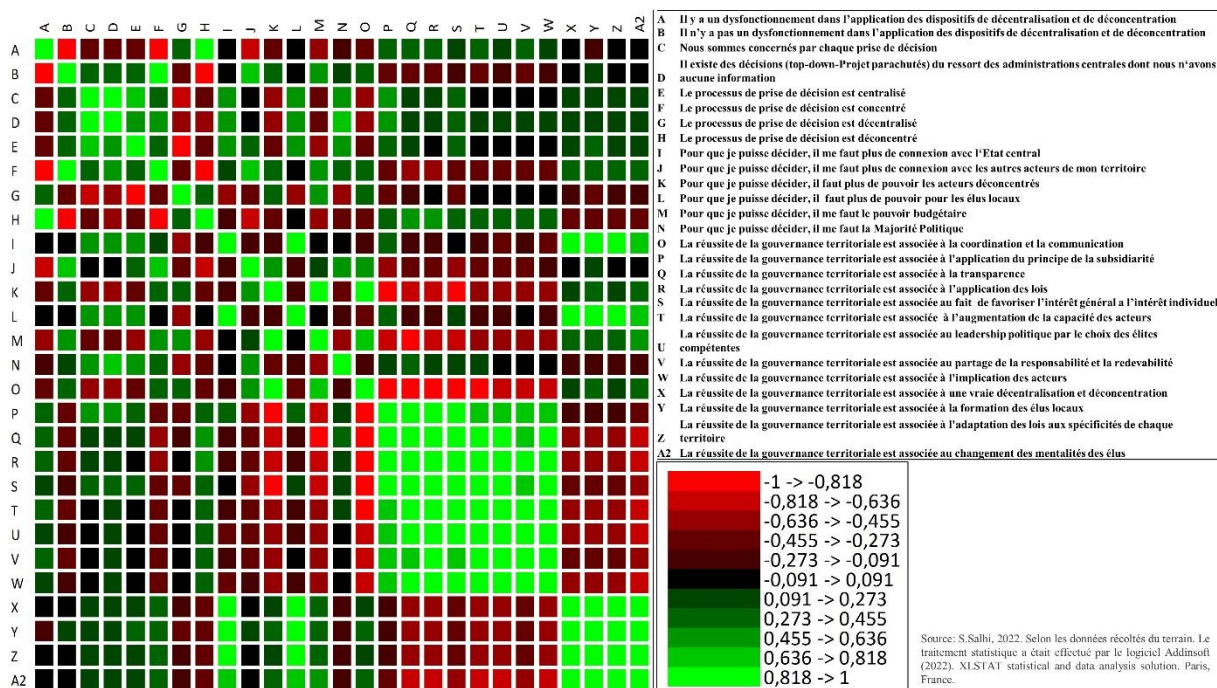 A B C D E F G H I J K L M N O P Q R S T U V W X Y Z A2
A
B
C
D
E
F
G
H
I
J
K
L
M
N
O
P
Q
R
S
T
U
V
W
X
Y
Z
A2
A Il y a un dysfonctionnement dans l'application des dispositifs de décentralisation et de déconcentration
B Il n'y a pas un dysfonctionnement dans l'application des dispositifs de décentralisation et de déconcentration
C Nous sommes concernés par chaque prise de décision
Il existe des décisions (top-down-Projet parachutés) du ressort des administrations centrales dont nous n'avons
D aucune information
E Le processus de prise de décision est centralisé
F Le processus de prise de décision est concentré
G Le processus de prise de décision est décentralisé
H Le processus de prise de décision est déconcentré
I Pour que je puisse décider, il me faut plus de connexion avec l'Etat central
J Pour que je puisse décider, il me faut plus de connexion avec les autres acteurs de mon territoire
K Pour que je puisse décider, il faut plus de pouvoir les acteurs déconcentrés
L Pour que je puisse décider, il faut plus de pouvoir pour les élus locaux
M Pour que je puisse décider, il me faut le pouvoir budgétaire
N Pour que je puisse décider, il me faut la Majorité Politique
O La réussite de la gouvernance territoriale est associée à la coordination et la communication
P La réussite de la gouvernance territoriale est associée à l'application du principe de la subsidiarité
Q La réussite de la gouvernance territoriale est associée à la transparence
R La réussite de la gouvernance territoriale est associée à l'application des lois
S La réussite de la gouvernance territoriale est associée au fait de favoriser l'intérêt général a l'intérêt individuel
T La réussite de la gouvernance territoriale est associée à l'augmentation de la capacité des acteurs
La réussite de la gouvernance territoriale est associée au leadership politique par le choix des élites
U compétentes
V La réussite de la gouvernance territoriale est associée au partage de la responsabilité et la redevabilité
W La réussite de la gouvernance territoriale est associée à l'implication des acteurs
X La réussite de la gouvernance territoriale est associée à une vraie décentralisation et déconcentration
Y La réussite de la gouvernance territoriale est associée à la formation des élus locaux
La réussite de la gouvernance territoriale est associée à l'adaptation des lois aux spécificités de chaque
Z territoire
A2 La réussite de la gouvernance territoriale est associée au changement des mentalités des élus
-1 -> -0,818
-0,818 -> -0,636
-0,636 -> -0,455
-0,455 -> -0,273
-0,273 -> -0,091
-0,091 -> 0,091
0,091 -> 0,273
0,273 -> 0,455
0,455 -> 0,636
0,636 -> 0,818
0,818 -> 1
Source: S.Salhi, 2022. Selon les données récoltés du terrain. Le
traitement statistique a était effectué par le logiciel Addinsoft
(2022). XLSTAT statistical and data analysis solution. Paris,
France.